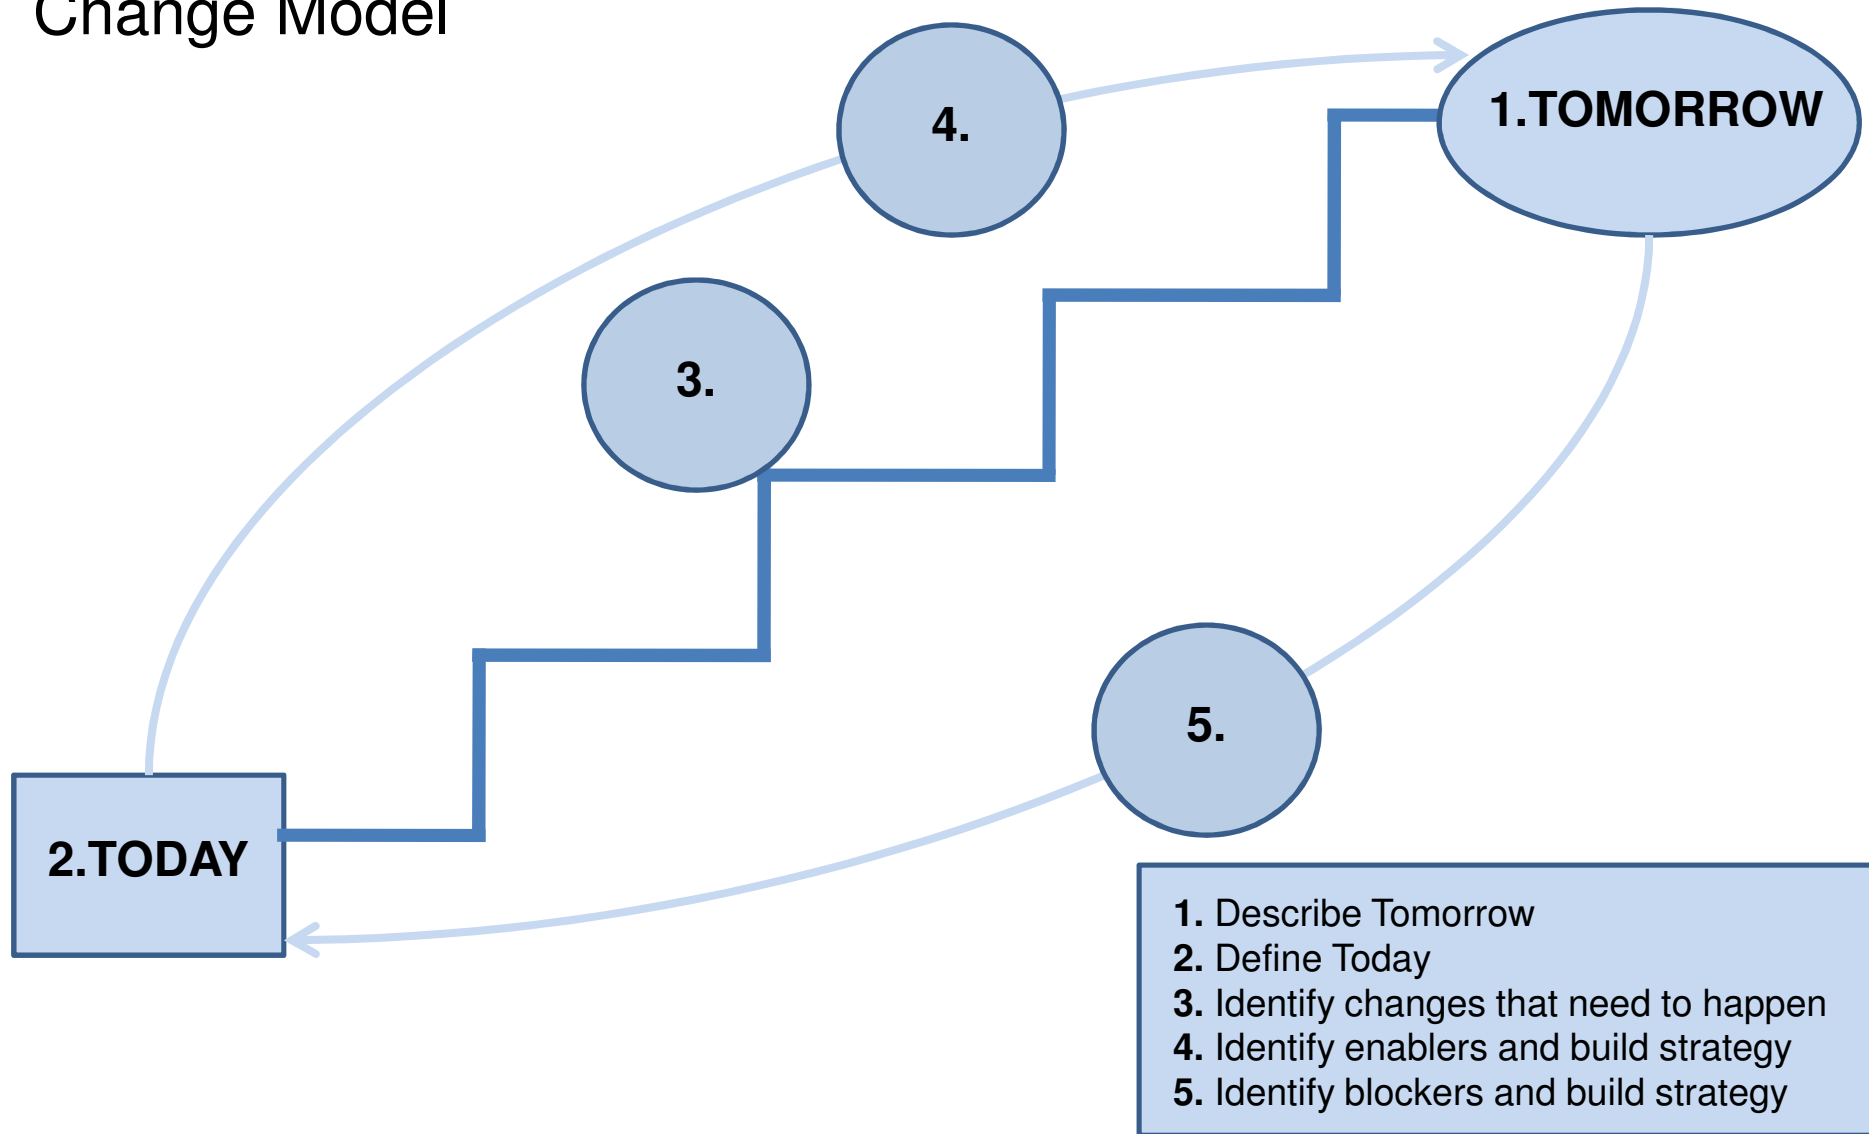 Change Model
4.
1.TOMORROW
3.
5.
2.TODAY
1. Describe Tomorrow
2. Define Today
3. Identify changes that need to happen
4. Identify enablers and build strategy
5. Identify blockers and build strategy